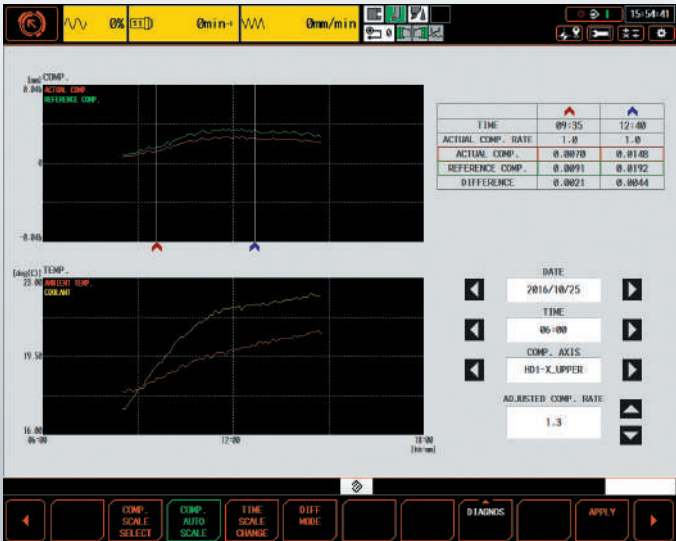 0%
0min-1
0mm/min
0
15:54:41
[mm] COMP.
0.046
ACTUAL COMP.
REFERENCE COMP.
0
-0.046
TIME 09:35 12:40
ACTUAL COMP. RATE 1.0 1.0
ACTUAL COMP. 0.0070 0.0148
REFERENCE COMP. 0.0091 0.0192
DIFFERENCE 0.0021 0.0044
[deg(C)] TEMP.
23.00
AMBIENT TEMP.
COOLANT
19.50
16.00
06:00 12:00 18:00
[hh:mm]
DATE
2016/10/25
TIME
06:00
COMP. AXIS
HD1-X_UPPER
ADJUSTED COMP. RATE
1.3
COMP. SCALE SELECT
COMP. AUTO SCALE
TIME SCALE CHANGE
DIFF MODE
DIAGNOS
APPLY